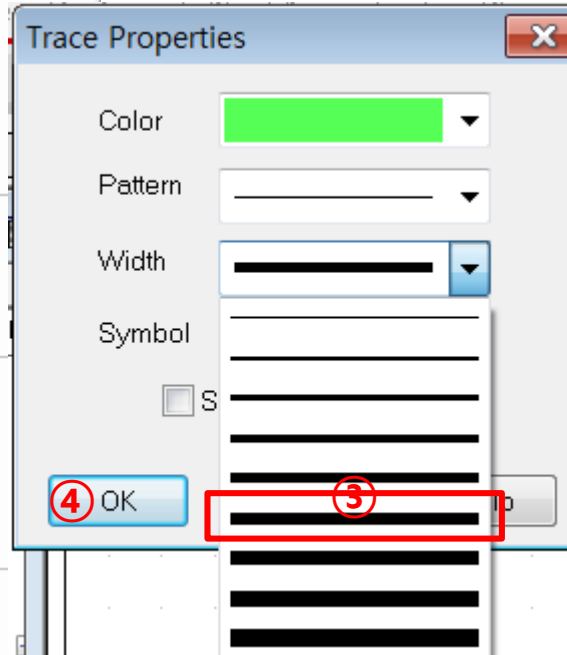 Trace Properties
Color
Pattern
Width
Symbol
S
③
④ OK